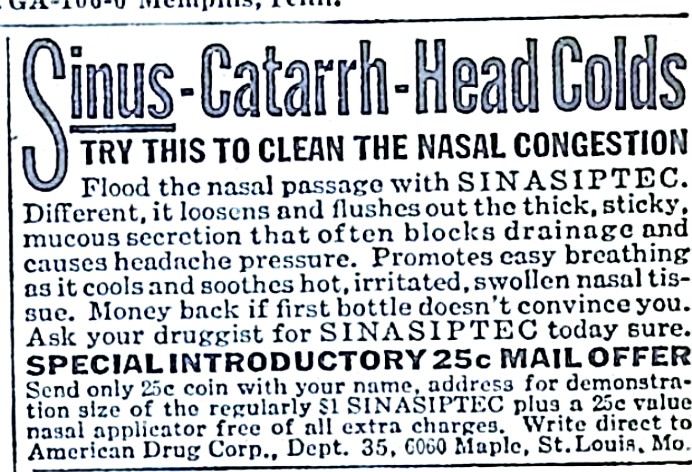 GA-100-6 Memphis, Tenn.
Sinus-Catarrh-Head Colds
TRY THIS TO CLEAN THE NASAL CONGESTION
Flood the nasal passage with SINASIPTEC.
Different, it loosens and flushes out the thick, sticky,
mucous secretion that often blocks drainage and
causes headache pressure. Promotes easy breathing
as it cools and soothes hot, irritated, swollen nasal tis-
sue. Money back if first bottle doesn't convince you.
Ask your druggist for SINASIPTEC today sure.
SPECIAL INTRODUCTORY 25c MAIL OFFER
Send only 25c coin with your name, address for demonstra-
tion size of the regularly $1 SINASIPTEC plus a 25c value
nasal applicator free of all extra charges. Write direct to
American Drug Corp., Dept. 35, 6060 Maple, St. Louis, Mo.